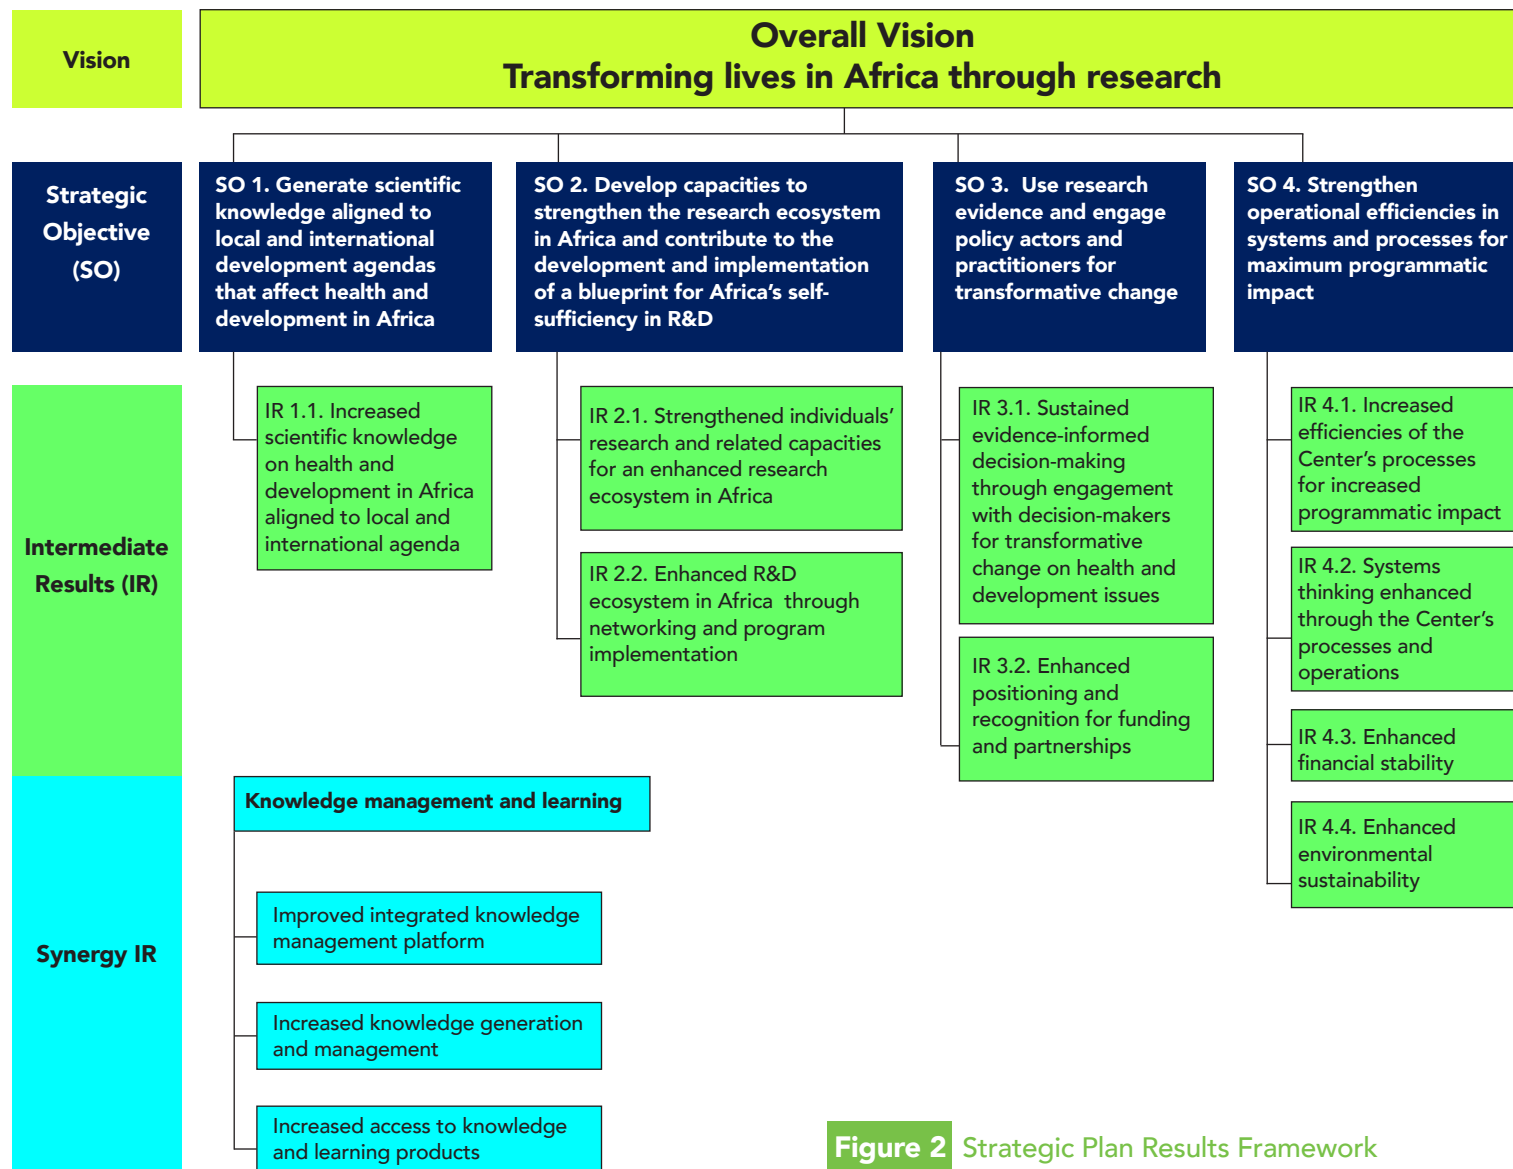 Vision
Overall Vision
Transforming lives in Africa through research
Strategic
Objective
(SO)
SO 1. Generate scientific
knowledge aligned to
local and international
development agendas
that affect health and
development in Africa
SO 2. Develop capacities to
strengthen the research ecosystem
in Africa and contribute to the
development and implementation
of a blueprint for Africa’s self-
sufficiency in R&D
SO 3.  Use research
evidence and engage
policy actors and
practitioners for
transformative change
SO 4. Strengthen
operational efficiencies in
systems and processes for
maximum programmatic
impact
Intermediate
Results (IR)
IR 1.1. Increased
scientific knowledge
on health and
development in Africa
aligned to local and
international agenda
IR 2.1. Strengthened individuals’
research and related capacities
for an enhanced research
ecosystem in Africa
IR 2.2. Enhanced R&D
ecosystem in Africa  through
networking and program
implementation
IR 3.1. Sustained
evidence-informed
decision-making
through engagement
with decision-makers
for transformative
change on health and
development issues
IR 3.2. Enhanced
positioning and
recognition for funding
and partnerships
IR 4.1. Increased
efficiencies of the
Center’s processes
for increased
programmatic impact
IR 4.2. Systems
thinking enhanced
through the Center’s
processes and
operations
IR 4.3. Enhanced
financial stability
IR 4.4. Enhanced
environmental
sustainability
Synergy IR
Knowledge management and learning
Improved integrated knowledge
management platform
Increased knowledge generation
and management
Increased access to knowledge
and learning products
Figure 2 Strategic Plan Results Framework